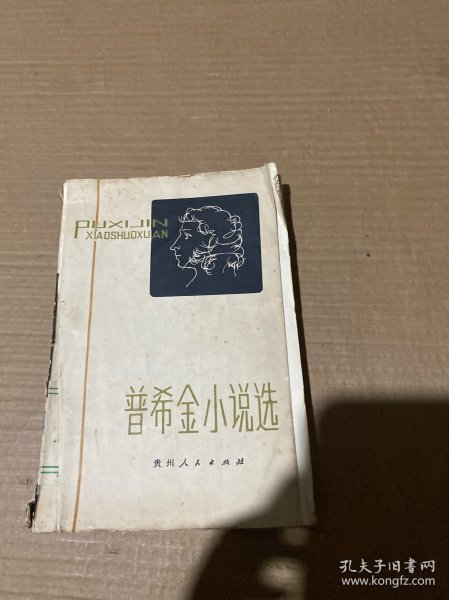 PUXIJIN
XIAOSHUOXUAN
普希金小说选
贵州人民出版社
孔夫子旧书网
www.kongfz.com